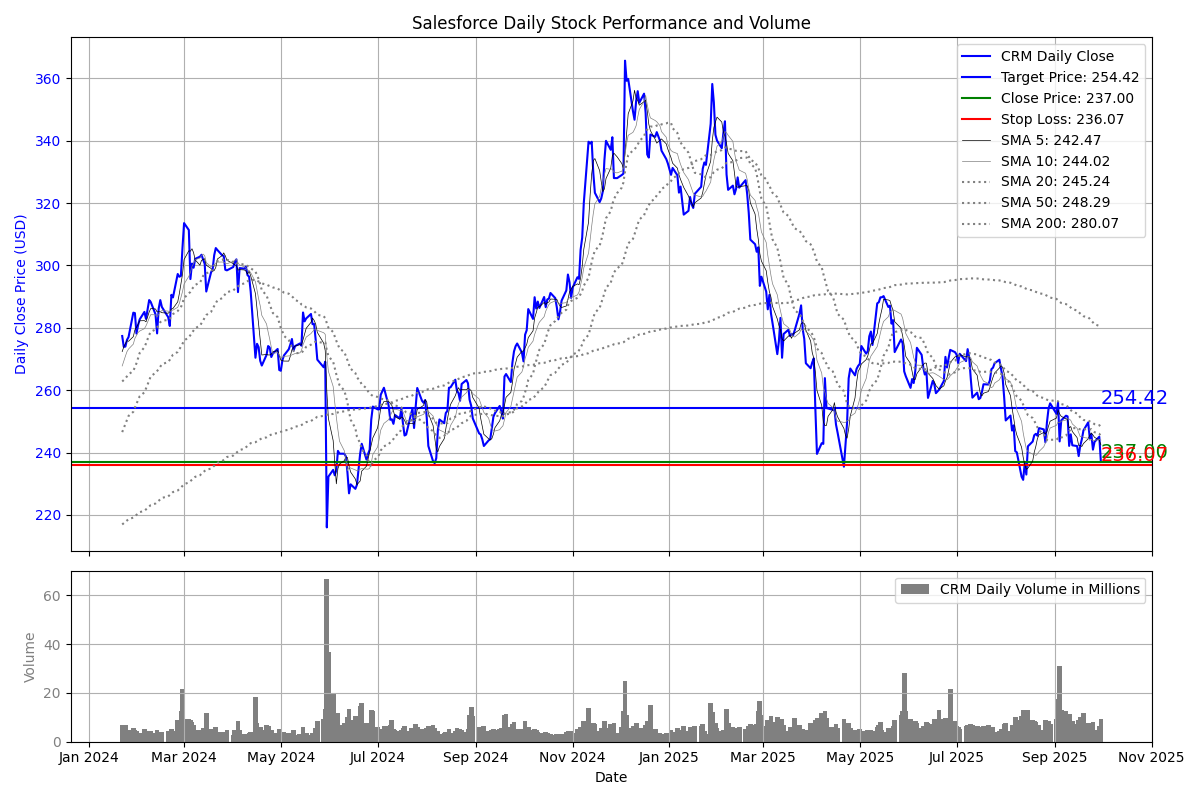 Salesforce Daily Stock Performance and Volume
Daily Close Price (USD)
360
340
320
300
280
260
240
220
CRM Daily Close
Target Price: 254.42
Close Price: 237.00
Stop Loss: 236.07
SMA 5: 242.47
SMA 10: 244.02
SMA 20: 245.24
SMA 50: 248.29
SMA 200: 280.07
254.42
237.00
236.07
Volume
60
40
20
0
CRM Daily Volume in Millions
Jan 2024 Mar 2024 May 2024 Jul 2024 Sep 2024 Nov 2024 Jan 2025 Mar 2025 May 2025 Jul 2025 Sep 2025 Nov 2025
Date